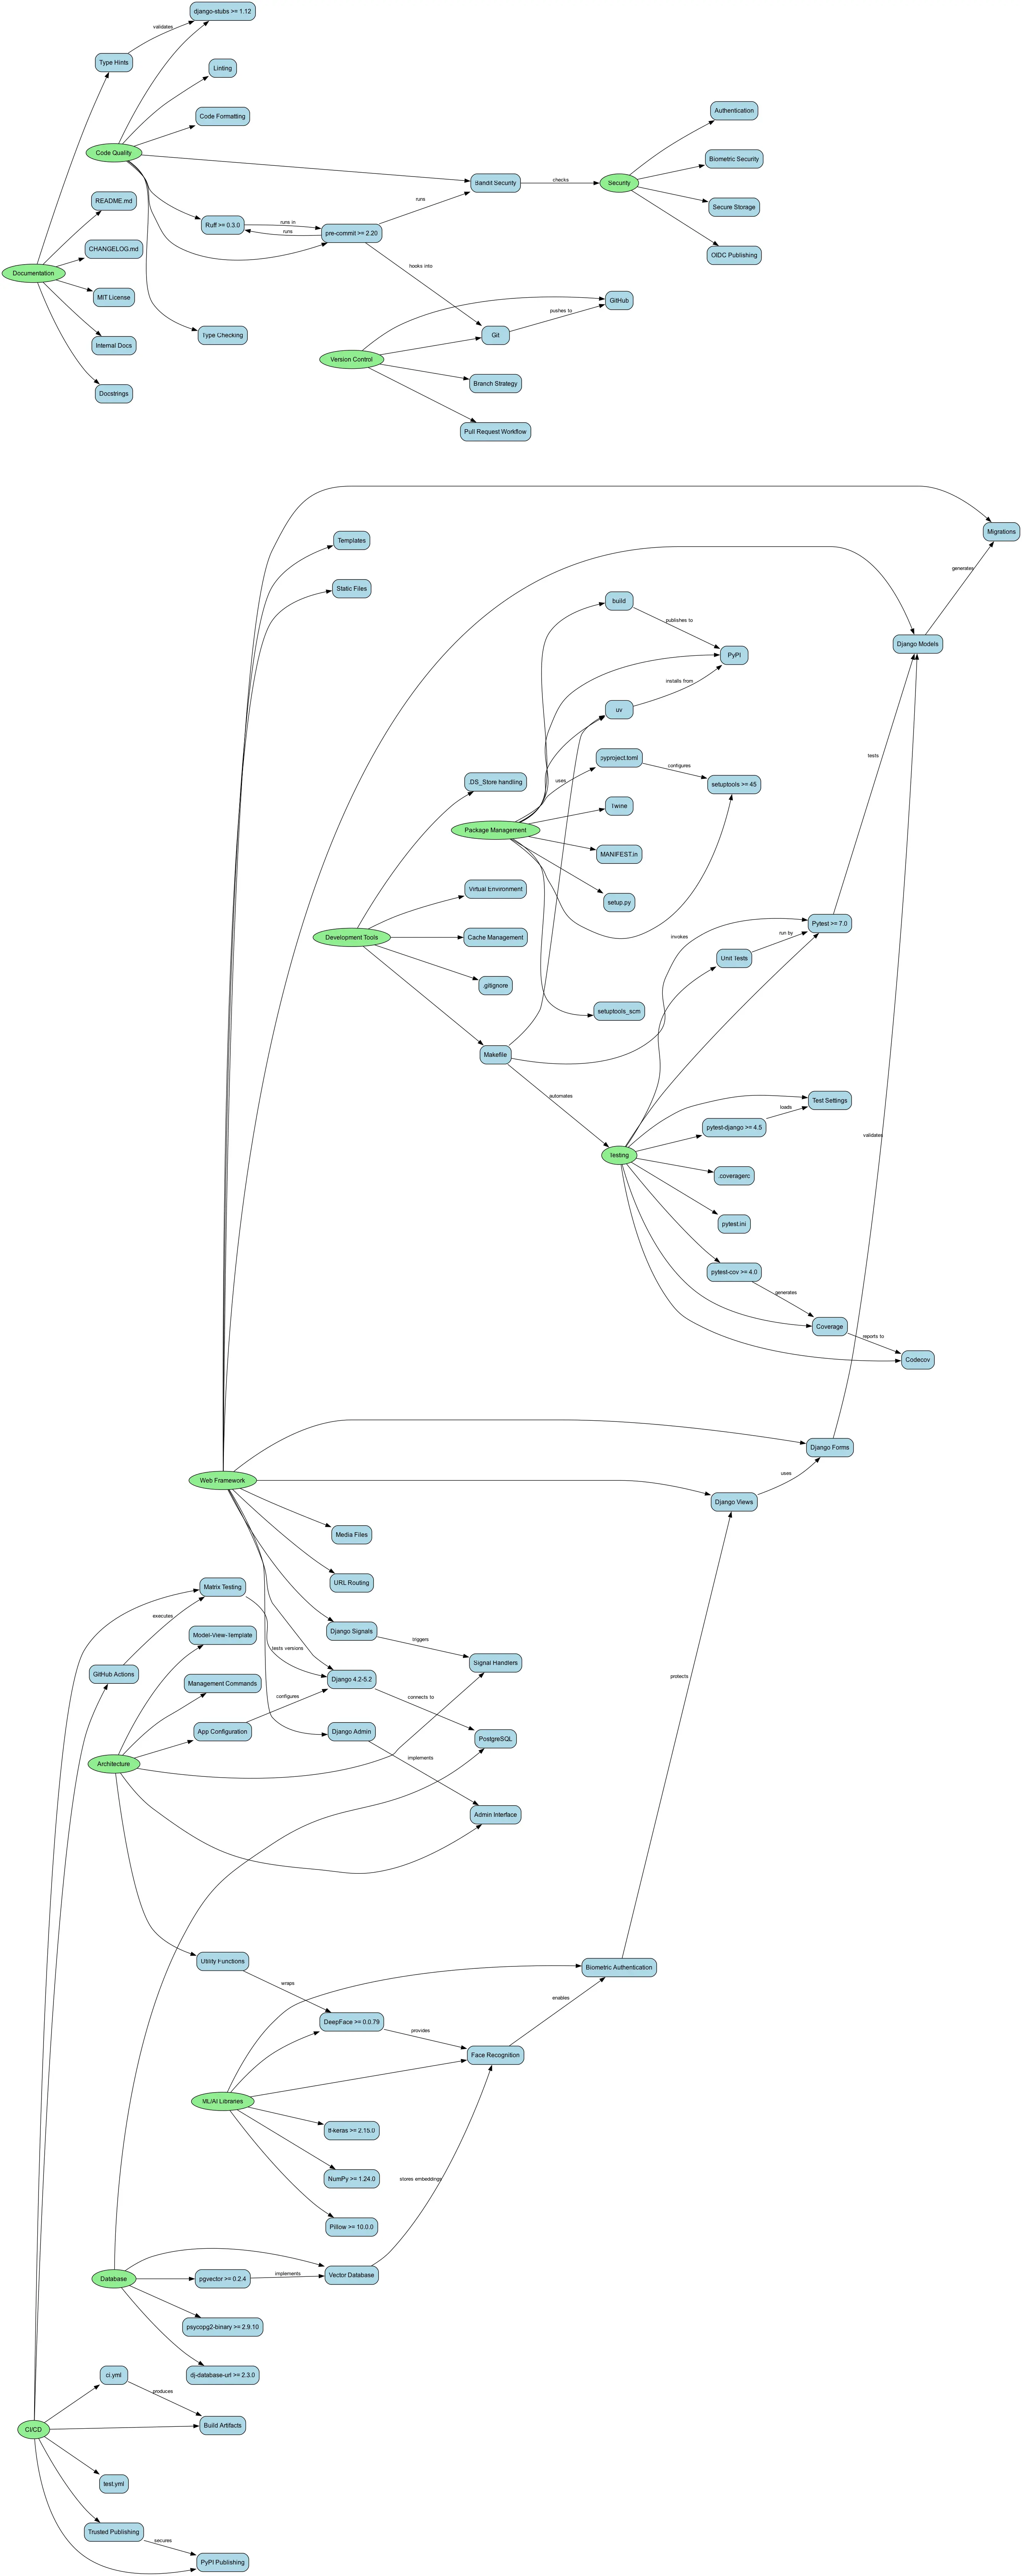 django-stubs >= 1.12
validates
Type Hints
Linting
Code Formatting
Authentication
Code Quality
Biometric Security
Bandit Security
checks
Security
README.md
runs
Secure Storage
Ruff >= 0.3.0
runs in
runs
pre-commit >= 2.20
CHANGELOG.md
OIDC Publishing
hooks into
Documentation
MIT License
GitHub
pushes to
Type Checking
Git
Internal Docs
Version Control
Branch Strategy
Docstrings
Pull Request Workflow
Migrations
Templates
generates
Static Files
build
publishes to
Django Models
PyPI
installs from
uv
tests
pyproject.toml
configures
.DS_Store handling
uses
setuptools >= 45
Twine
Package Management
MANIFEST.in
Virtual Environment
setup.py
Pytest >= 7.0
run by
invokes
Development Tools
Cache Management
Unit Tests
.gitignore
setuptools_scm
Makefile
automates
Test Settings
loads
pytest-django >= 4.5
validates
Testing
.coveragerc
pytest.ini
pytest-cov >= 4.0
generates
Coverage
reports to
Codecov
Django Forms
uses
Web Framework
Django Views
Media Files
URL Routing
Matrix Testing
executes
Django Signals
Model-View-Template
triggers
tests versions
Signal Handlers
GitHub Actions
protects
Django 4.2-5.2
Management Commands
configures
connects to
App Configuration
Django Admin
PostgreSQL
implements
Architecture
Admin Interface
Utility Functions
Biometric Authentication
wraps
enables
DeepFace >= 0.0.79
provides
Face Recognition
ML/AI Libraries
tf-keras >= 2.15.0
NumPy >= 1.24.0
stores embeddings
Pillow >= 10.0.0
implements
Vector Database
Database
pgvector >= 0.2.4
psycopg2-binary >= 2.9.10
ci.yml
dj-database-url >= 2.3.0
produces
CI/CD
Build Artifacts
test.yml
Trusted Publishing
secures
PyPI Publishing